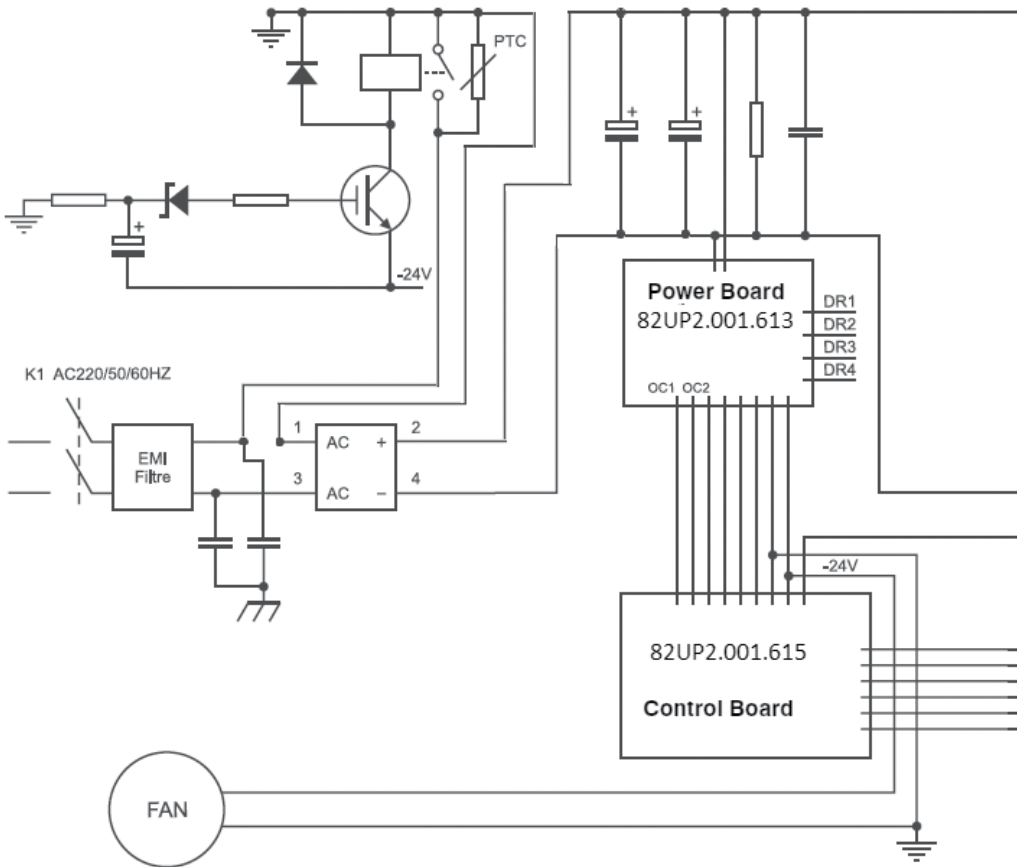 PTC
+
+
+
-24V
Power Board
82UP2.001.613
DR1
DR2
DR3
DR4
OC1 OC2
K1 AC220/50/60HZ
EMI
Filtre
1
AC
+
2
3
AC
−
4
-24V
82UP2.001.615
Control Board
FAN